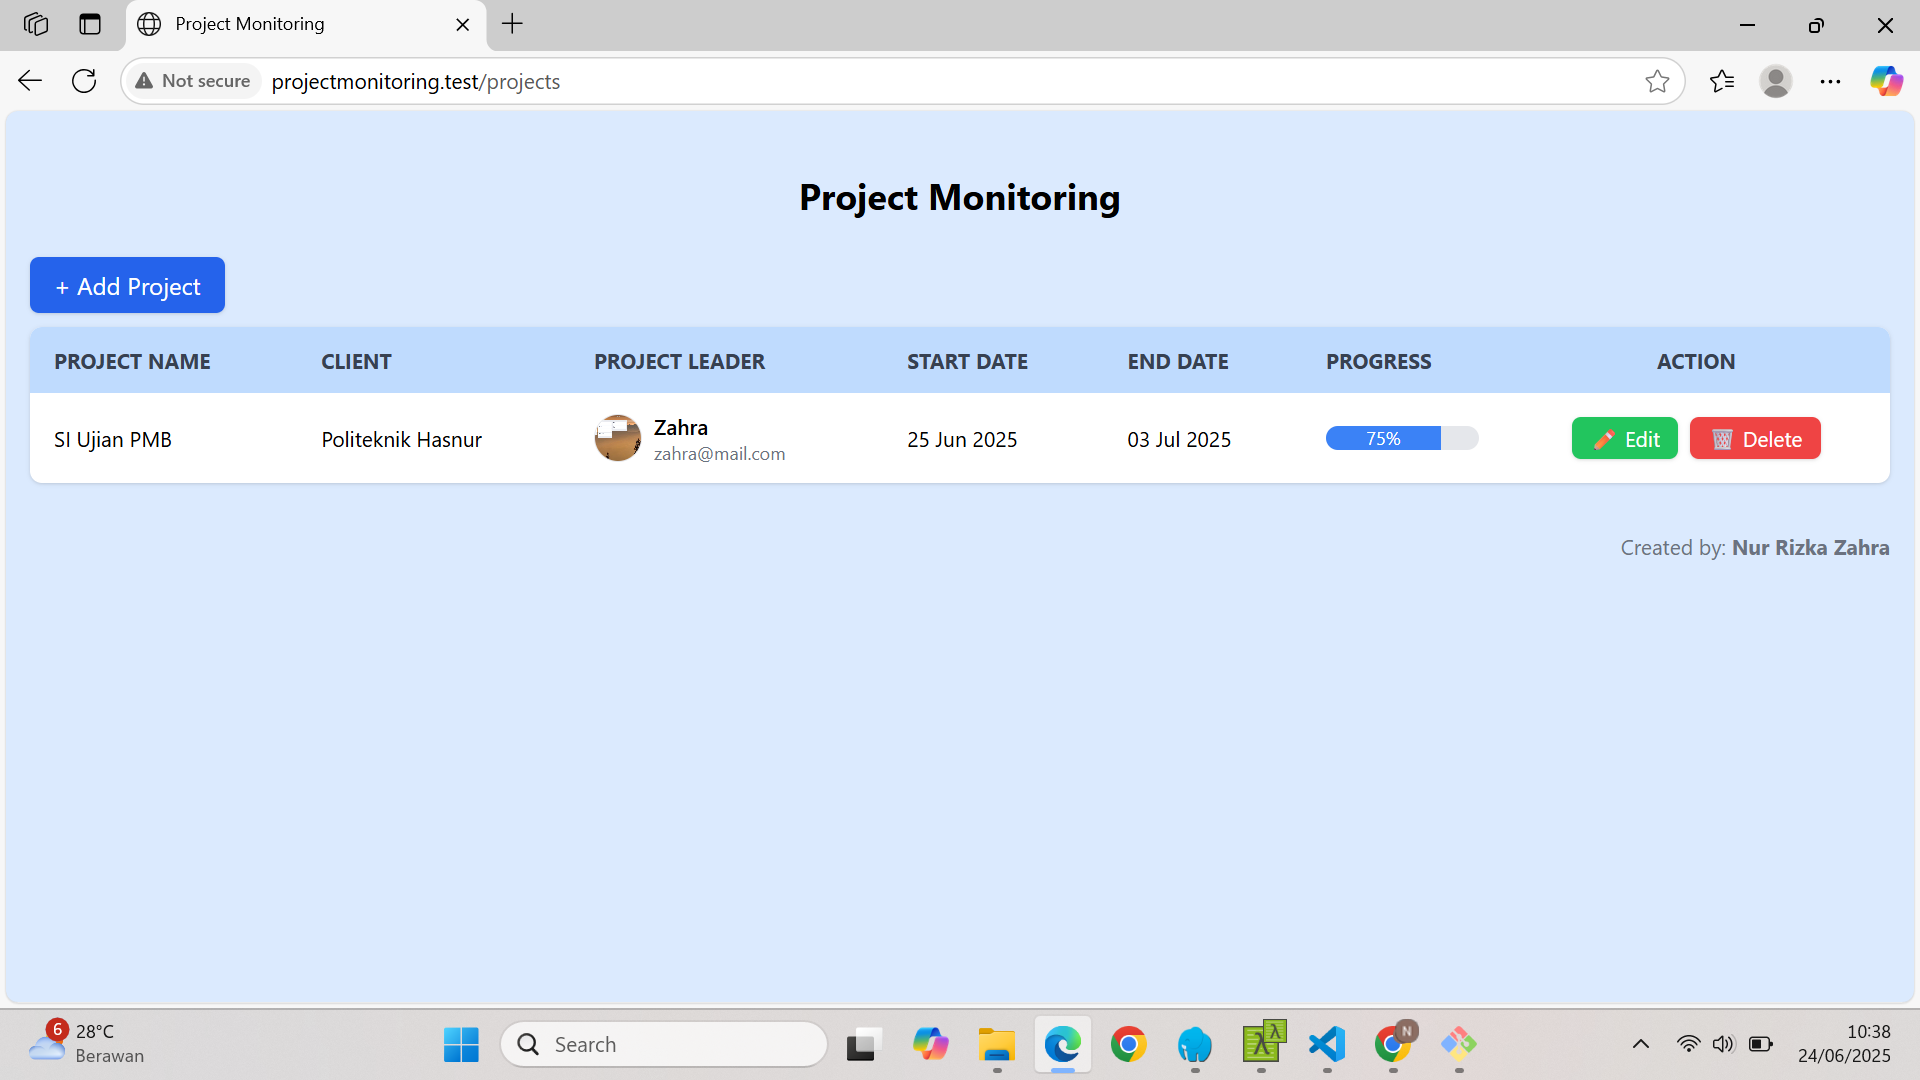 Project Monitoring
Not secure projectmonitoring.test/projects
Project Monitoring
+ Add Project
PROJECT NAME CLIENT PROJECT LEADER START DATE END DATE PROGRESS ACTION
SI Ujian PMB Politeknik Hasnur Zahra 25 Jun 2025 03 Jul 2025 75% Edit Delete
zahra@mail.com
Created by: Nur Rizka Zahra
6 28°C
Berawan
Search
λ λ
N
10:38
24/06/2025